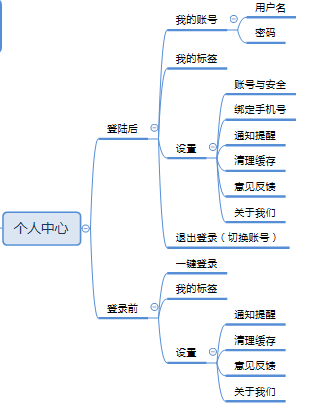 用户名
我的账号
密码
我的标签
账号与安全
绑定手机号
登陆后
通知提醒
设置
清理缓存
意见反馈
关于我们
个人中心
退出登录（切换账号）
一键登录
我的标签
登录前
通知提醒
清理缓存
设置
意见反馈
关于我们